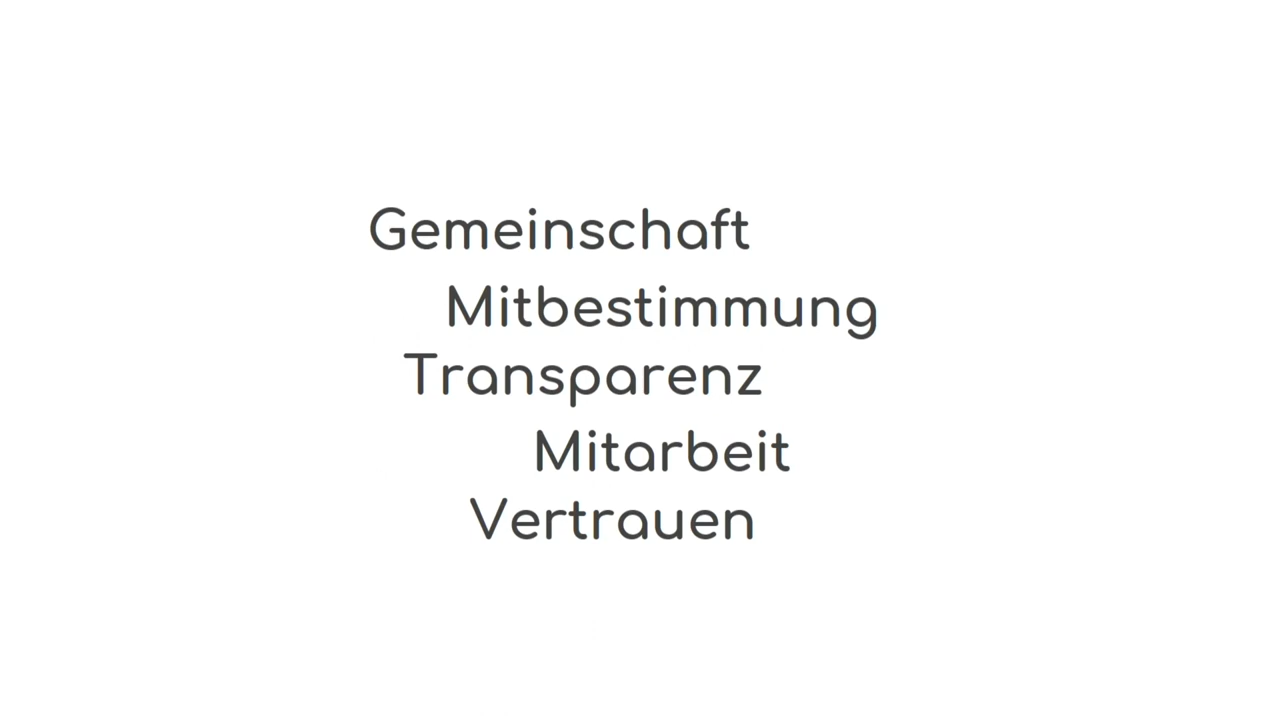 Gemeinschaft
Mitbestimmung
Transparenz
Mitarbeit
Vertrauen